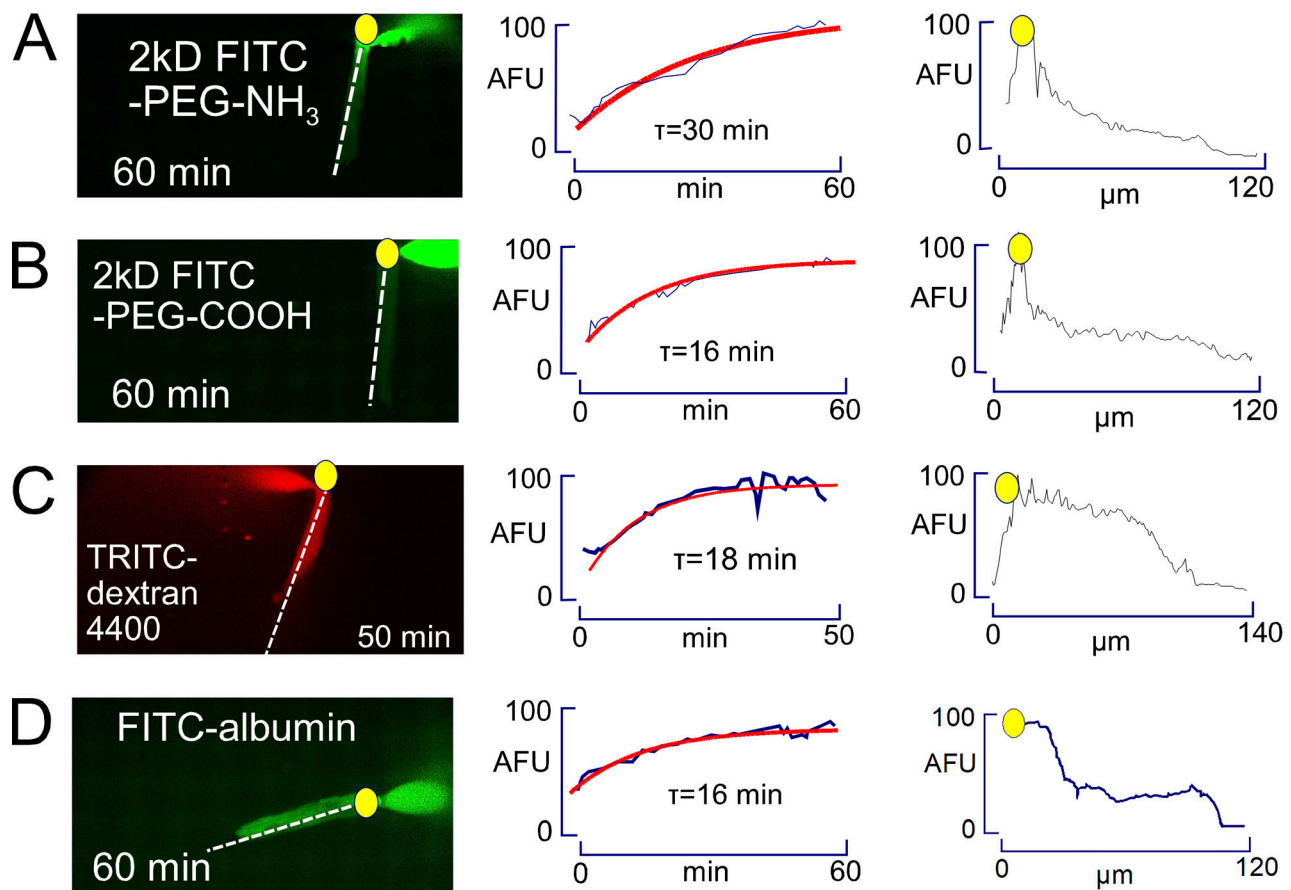 A
2kD FITC
-PEG-NH3
60 min
100
AFU
0
τ=30 min
0 min 60
100
AFU
0
0 µm 120
B
2kD FITC
-PEG-COOH
60 min
100
AFU
0
τ=16 min
0 min 60
100
AFU
0
0 µm 120
C
TRITC-
dextran
4400
50 min
100
AFU
0
τ=18 min
0 min 50
100
AFU
0
0 µm 140
D
FITC-albumin
60 min
100
AFU
0
τ=16 min
0 min 60
100
AFU
0
0 µm 120